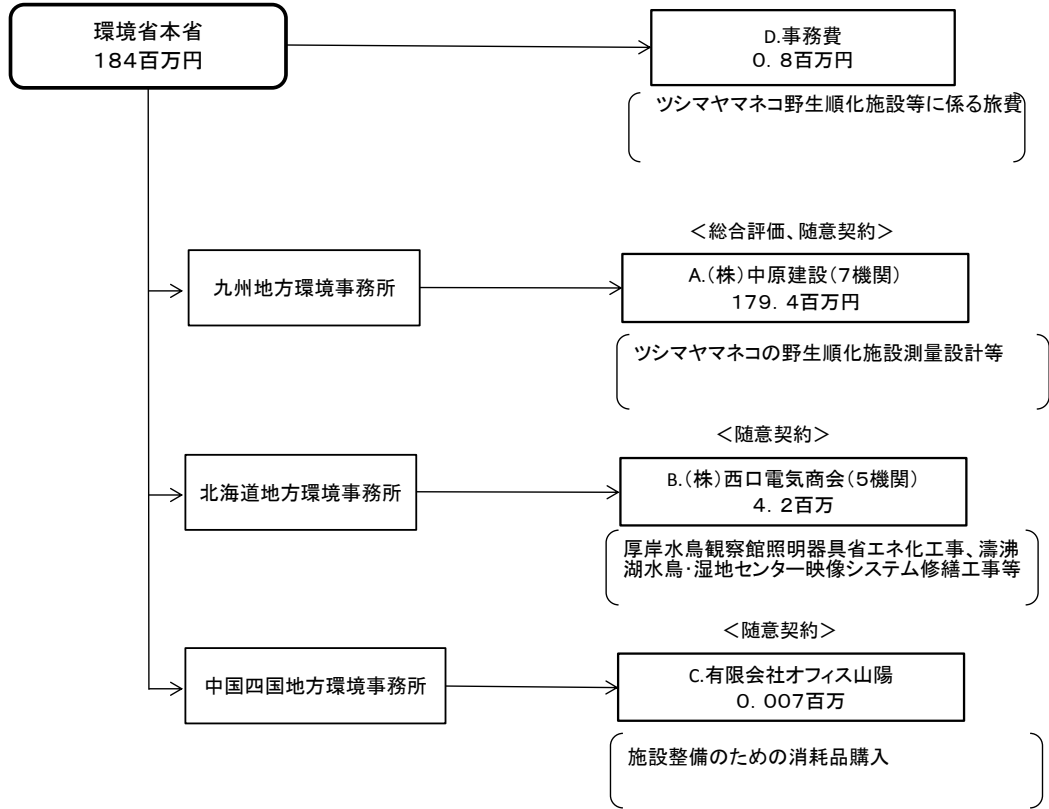 環境省本省
184百万円
D.事務費
0.8百万円
ツシマヤマネコ野生順化施設等に係る旅費
＜総合評価、随意契約＞
九州地方環境事務所
A.(株)中原建設(7機関)
179.4百万円
ツシマヤマネコの野生順化施設測量設計等
＜随意契約＞
北海道地方環境事務所
B.(株)西口電気商会(5機関)
4.2百万
厚岸水鳥観察館照明器具省エネ化工事、濤沸
湖水鳥・湿地センター映像システム修繕工事等
＜随意契約＞
中国四国地方環境事務所
C.有限会社オフィス山陽
0.007百万
施設整備のための消耗品購入